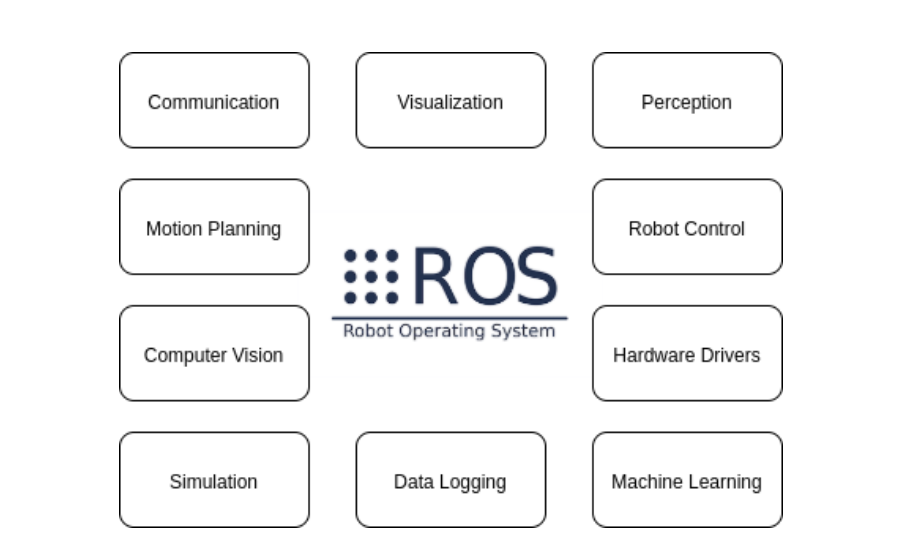 Communication
Visualization
Perception
Motion Planning
Robot Control
ROS
Robot Operating System
Computer Vision
Hardware Drivers
Simulation
Data Logging
Machine Learning